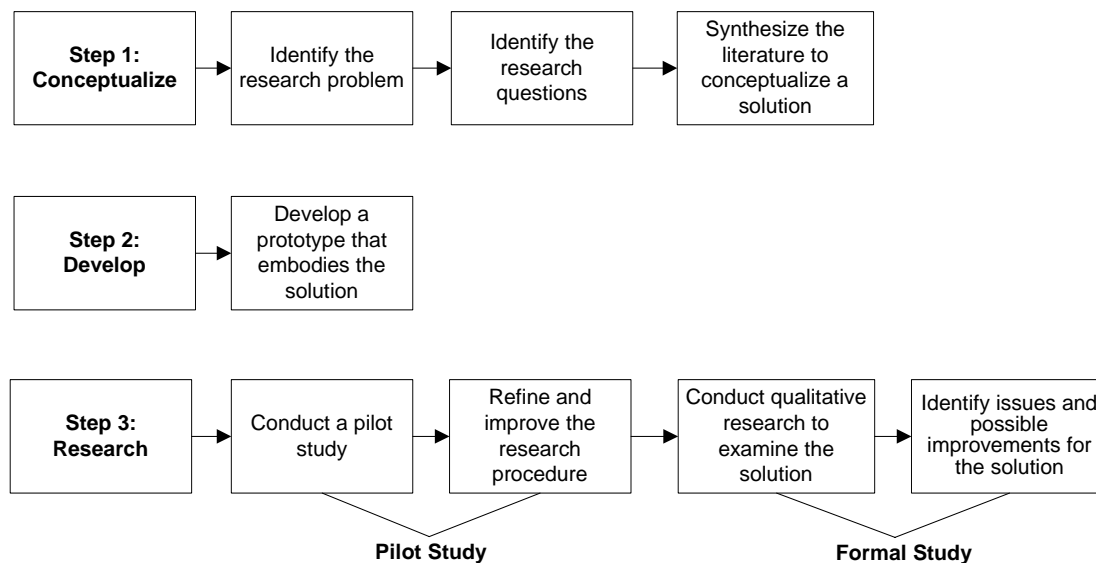 Step 1:
Conceptualize
Identify the
research problem
Identify the
research
questions
Synthesize the
literature to
conceptualize a
solution
Step 2:
Develop
Develop a
prototype that
embodies the
solution
Step 3:
Research
Conduct a pilot
study
Refine and
improve the
research
procedure
Conduct qualitative
research to
examine the
solution
Identify issues and
possible
improvements for
the solution
Pilot Study
Formal Study